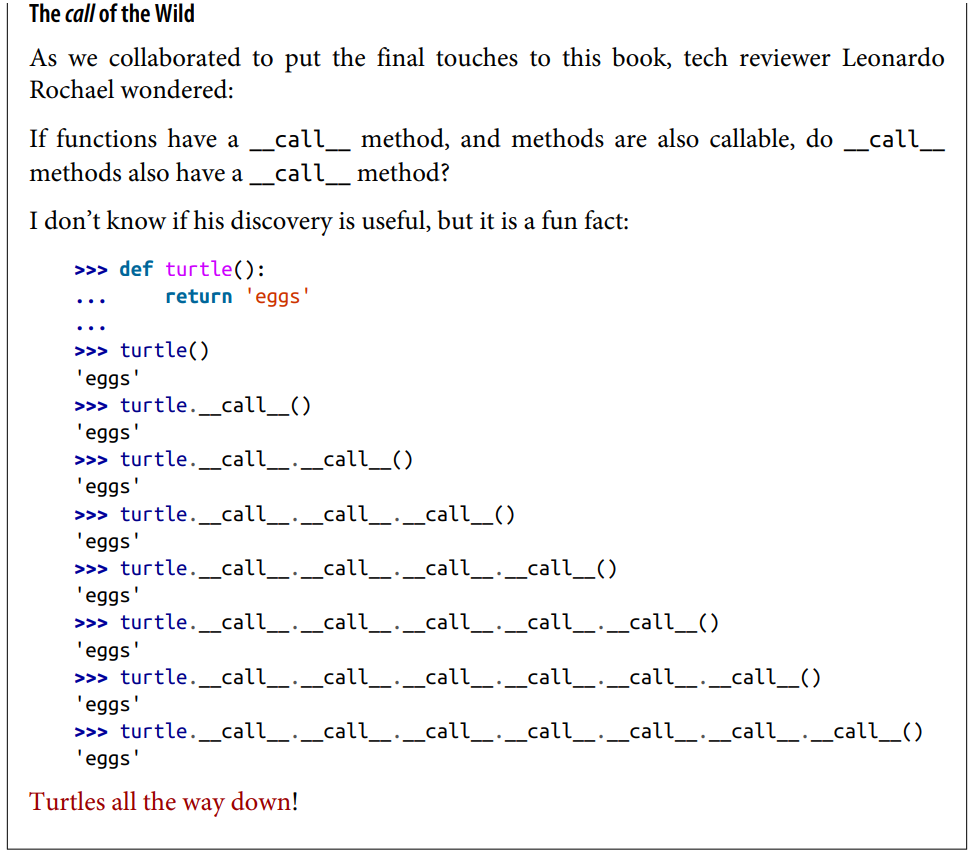 The call of the Wild
As we collaborated to put the final touches to this book, tech reviewer Leonardo
Rochael wondered:
If functions have a __call__ method, and methods are also callable, do __call__
methods also have a __call__ method?
I don’t know if his discovery is useful, but it is a fun fact:
>>> def turtle():
...     return 'eggs'
...
>>> turtle()
'eggs'
>>> turtle.__call__()
'eggs'
>>> turtle.__call__.__call__()
'eggs'
>>> turtle.__call__.__call__.__call__()
'eggs'
>>> turtle.__call__.__call__.__call__.__call__()
'eggs'
>>> turtle.__call__.__call__.__call__.__call__.__call__()
'eggs'
>>> turtle.__call__.__call__.__call__.__call__.__call__.__call__()
'eggs'
>>> turtle.__call__.__call__.__call__.__call__.__call__.__call__.__call__()
'eggs'
Turtles all the way down!